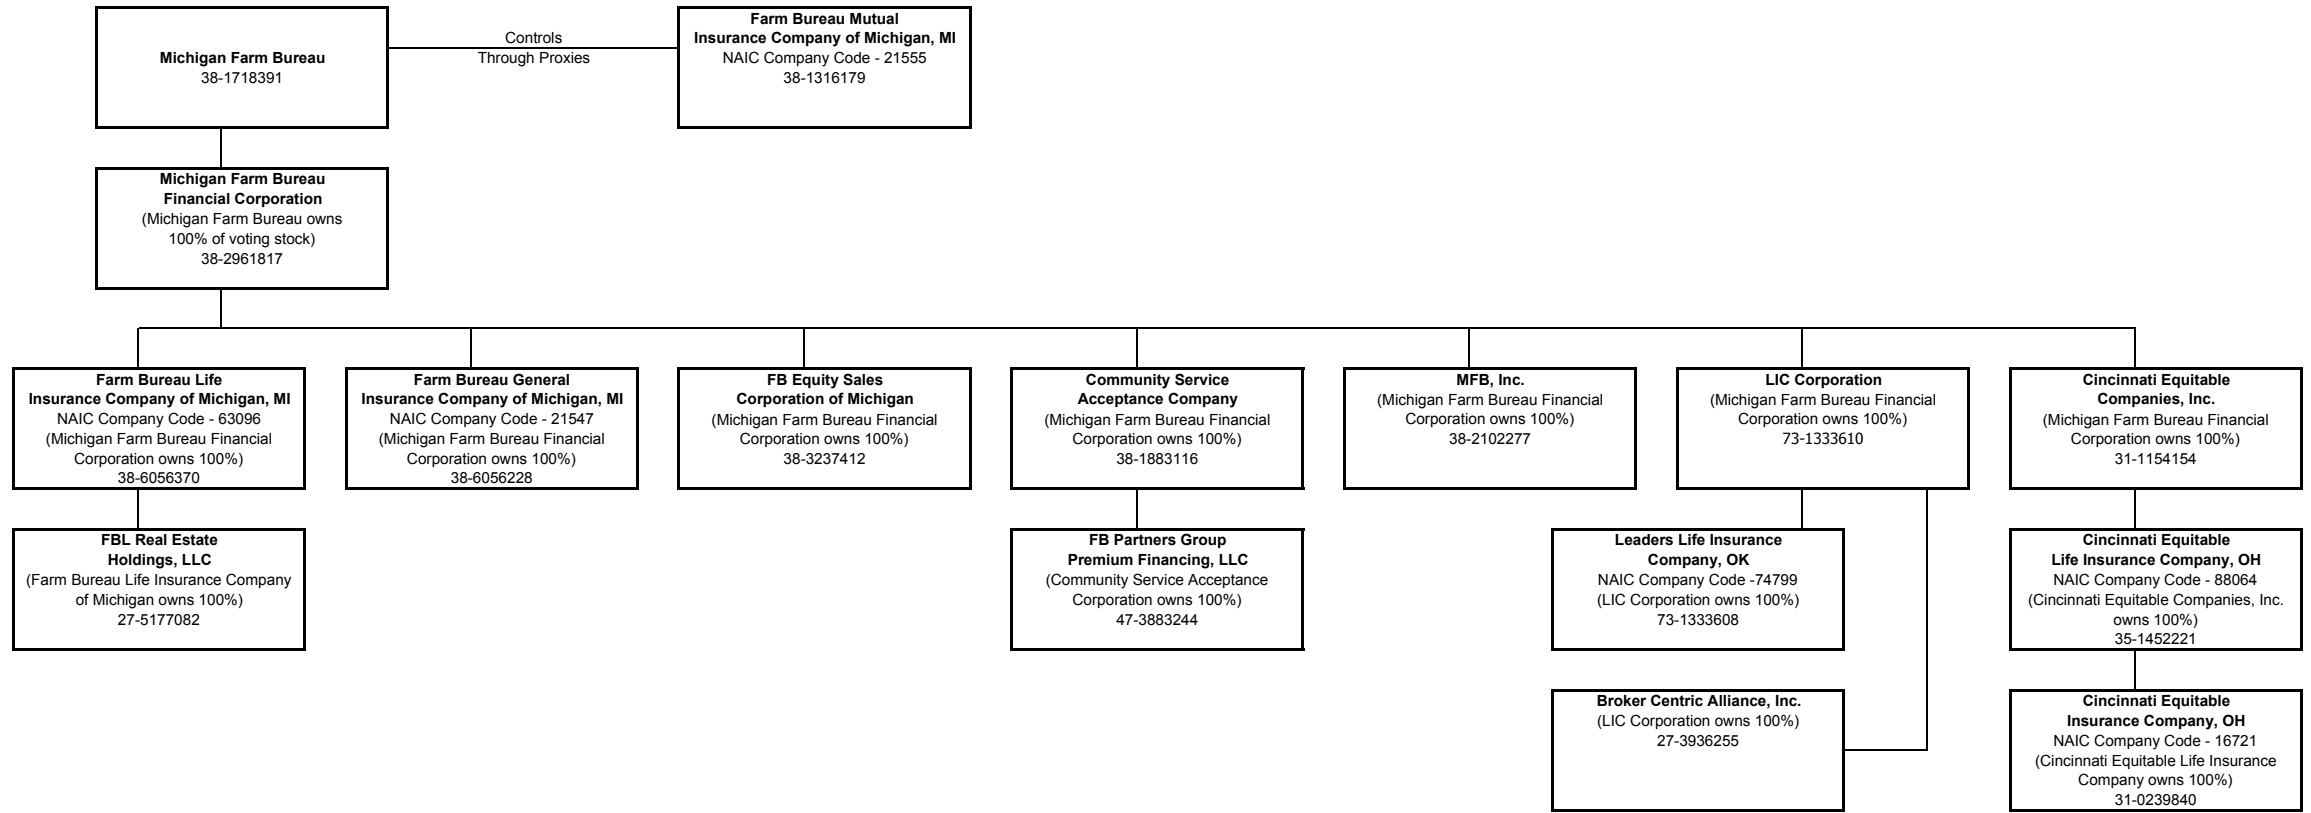 Michigan Farm Bureau
38-1718391
Controls
Through Proxies
Farm Bureau Mutual
Insurance Company of Michigan, MI
NAIC Company Code - 21555
38-1316179
Michigan Farm Bureau
Financial Corporation
(Michigan Farm Bureau owns
100% of voting stock)
38-2961817
Farm Bureau Life
Insurance Company of Michigan, MI
NAIC Company Code - 63096
(Michigan Farm Bureau Financial
Corporation owns 100%)
38-6056370
Farm Bureau General
Insurance Company of Michigan, MI
NAIC Company Code - 21547
(Michigan Farm Bureau Financial
Corporation owns 100%)
38-6056228
FB Equity Sales
Corporation of Michigan
(Michigan Farm Bureau Financial
Corporation owns 100%)
38-3237412
Community Service
Acceptance Company
(Michigan Farm Bureau Financial
Corporation owns 100%)
38-1883116
MFB, Inc.
(Michigan Farm Bureau Financial
Corporation owns 100%)
38-2102277
LIC Corporation
(Michigan Farm Bureau Financial
Corporation owns 100%)
73-1333610
Cincinnati Equitable
Companies, Inc.
(Michigan Farm Bureau Financial
Corporation owns 100%)
31-1154154
FBL Real Estate
Holdings, LLC
(Farm Bureau Life Insurance Company
of Michigan owns 100%)
27-5177082
FB Partners Group
Premium Financing, LLC
(Community Service Acceptance
Corporation owns 100%)
47-3883244
Leaders Life Insurance
Company, OK
NAIC Company Code -74799
(LIC Corporation owns 100%)
73-1333608
Cincinnati Equitable
Life Insurance Company, OH
NAIC Company Code - 88064
(Cincinnati Equitable Companies, Inc.
owns 100%)
35-1452221
Broker Centric Alliance, Inc.
(LIC Corporation owns 100%)
27-3936255
Cincinnati Equitable
Insurance Company, OH
NAIC Company Code - 16721
(Cincinnati Equitable Life Insurance
Company owns 100%)
31-0239840